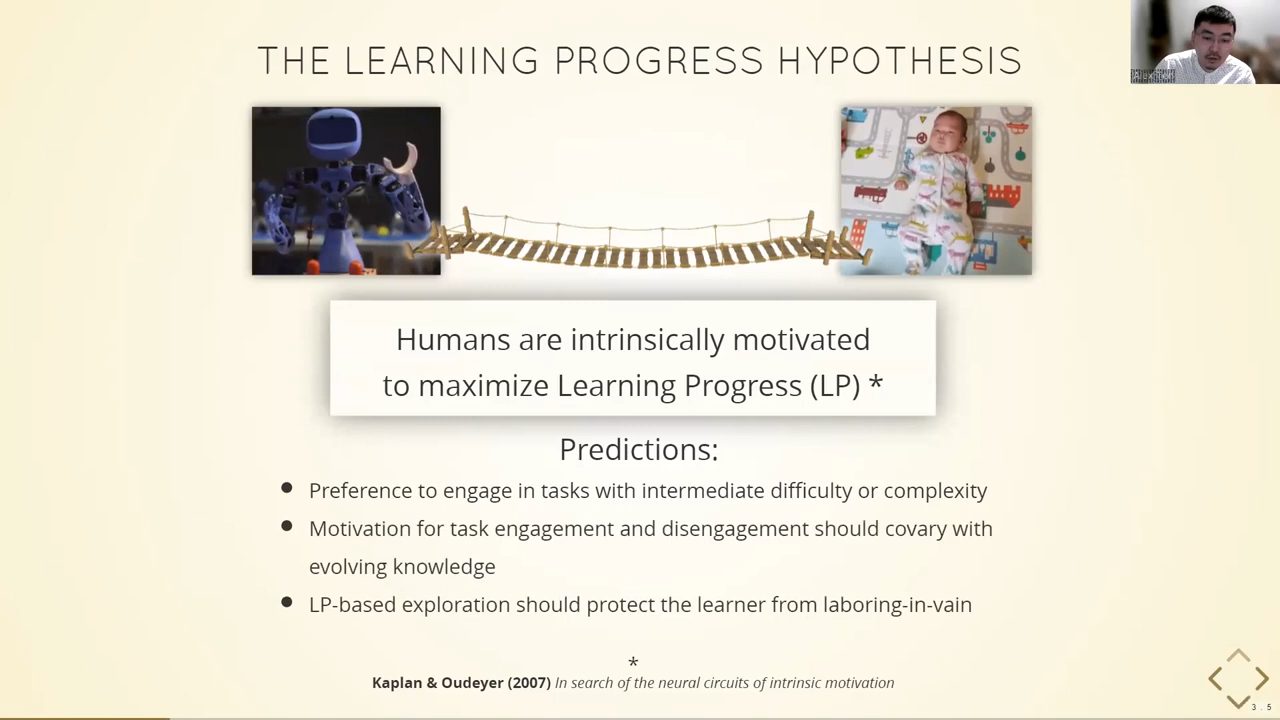 THE LEARNING PROGRESS HYPOTHESIS
Humans are intrinsically motivated
to maximize Learning Progress (LP) *
Predictions:
Preference to engage in tasks with intermediate difficulty or complexity
Motivation for task engagement and disengagement should covary with
evolving knowledge
LP-based exploration should protect the learner from laboring-in-vain
*
Kaplan & Oudeyer (2007) In search of the neural circuits of intrinsic motivation
3 . 5